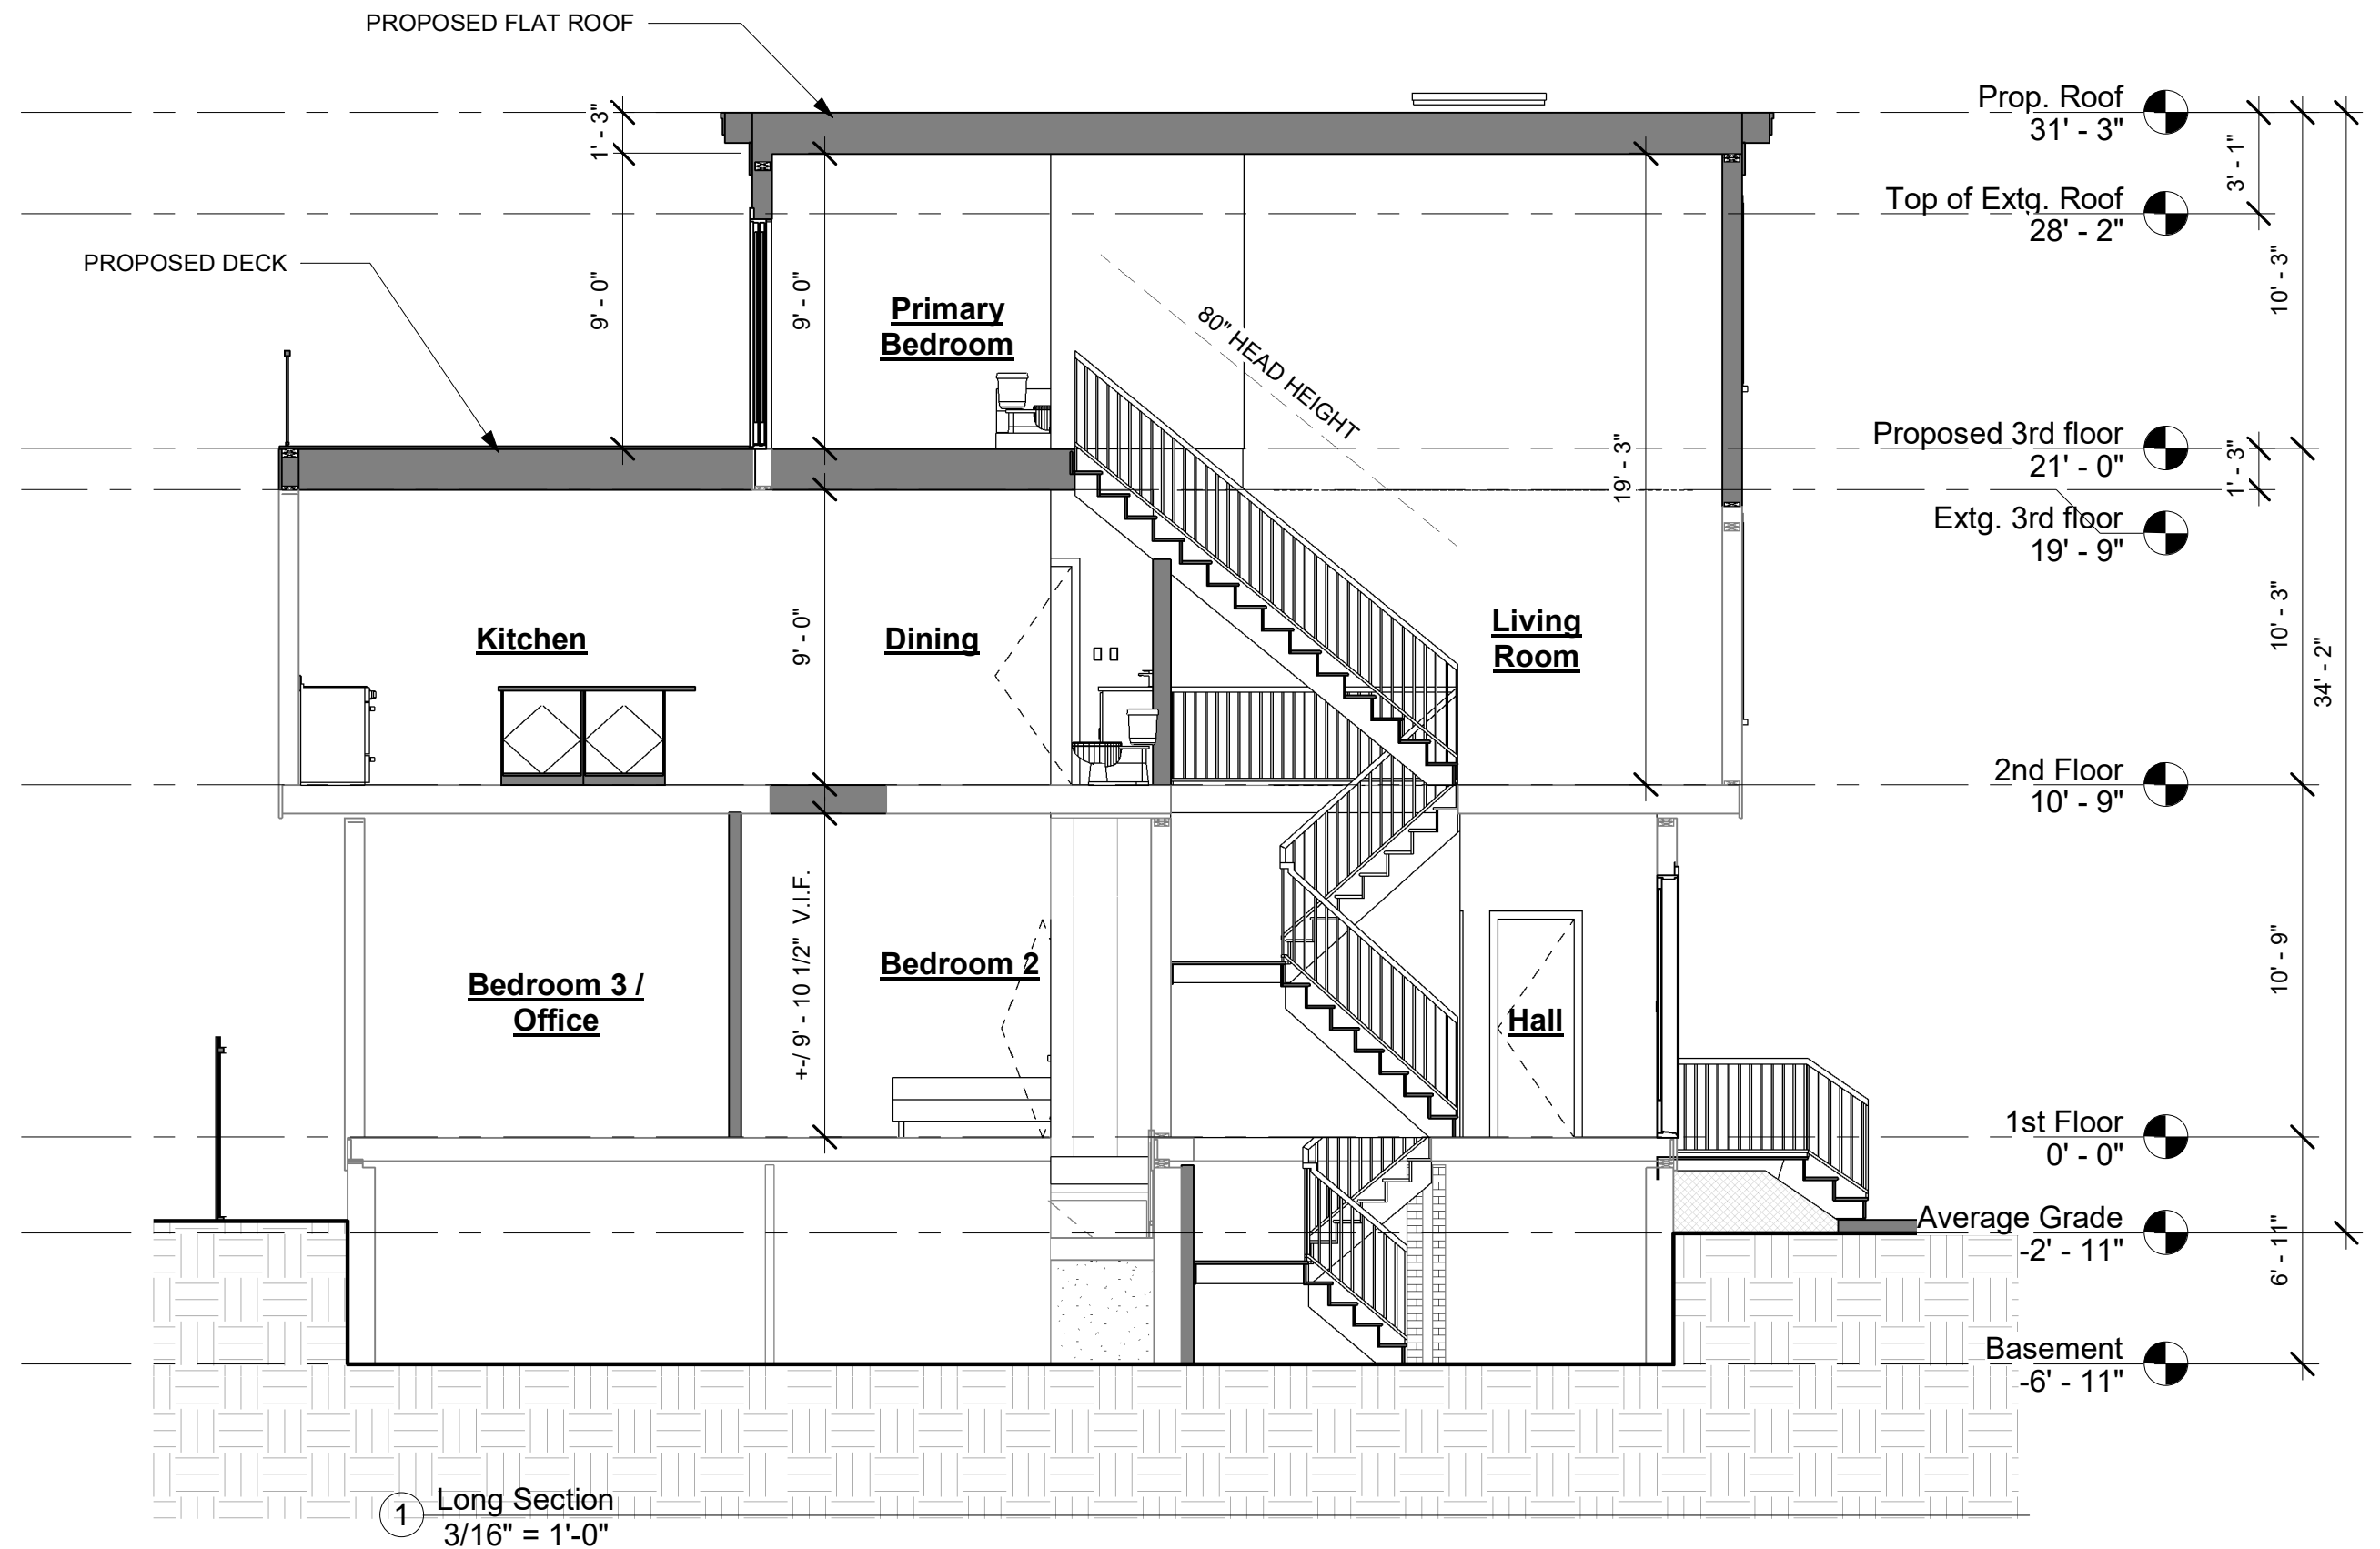 PROPOSED FLAT ROOF
Prop. Roof
31' - 3"
1' - 3"
3' - 1"
Top of Extg. Roof
28' - 2"
PROPOSED DECK
9' - 0"
9' - 0"
10' - 3"
Primary
Bedroom
80" HEAD HEIGHT
Proposed 3rd floor
21' - 0"
19' - 3"
1' - 3"
Extg. 3rd floor
19' - 9"
Kitchen
9' - 0"
Dining
Living
Room
10' - 3"
34' - 2"
2nd Floor
10' - 9"
Bedroom 3 /
Office
+-/ 9' - 10 1/2" V.I.F.
Bedroom 2
Hall
10' - 9"
1st Floor
0' - 0"
Average Grade
-2' - 11"
6' - 11"
Basement
-6' - 11"
1
Long Section
3/16" = 1'-0"